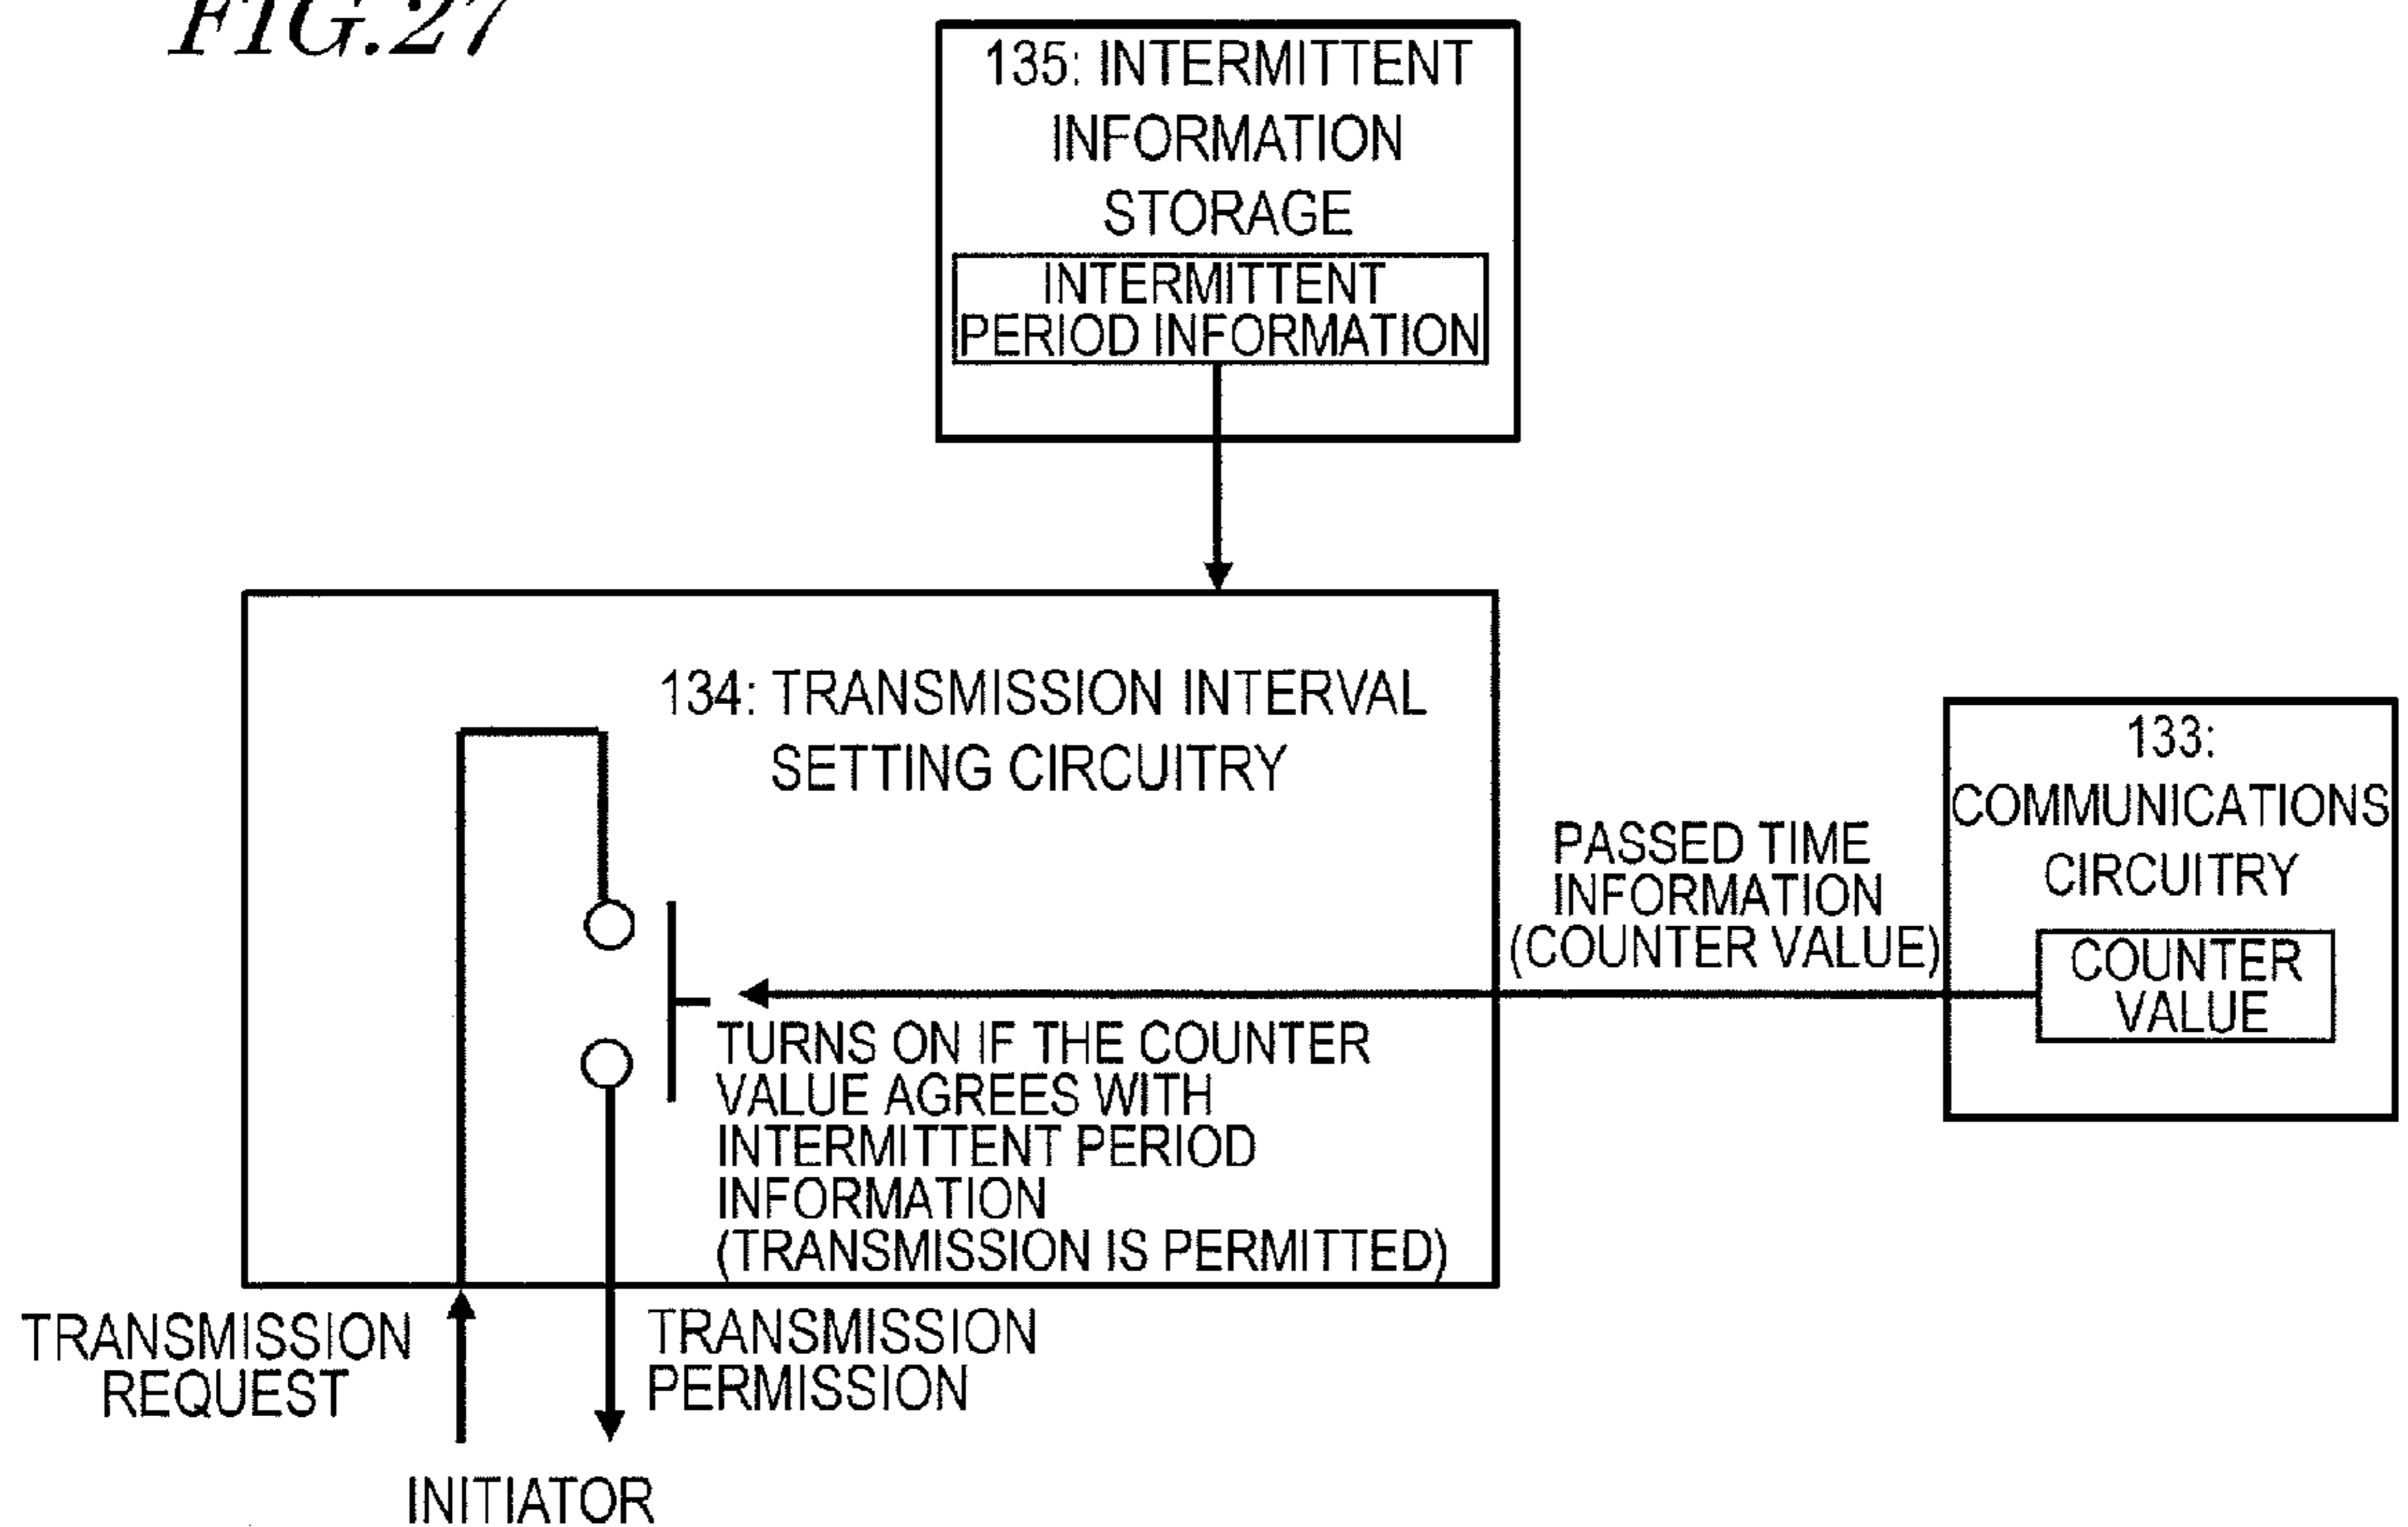 FIG.27
135: INTERMITTENT
INFORMATION
STORAGE
INTERMITTENT
PERIOD INFORMATION
134: TRANSMISSION INTERVAL
SETTING CIRCUITRY
133:
COMMUNICATIONS
CIRCUITRY
COUNTER
VALUE
PASSED TIME
INFORMATION
(COUNTER VALUE)
TURNS ON IF THE COUNTER
VALUE AGREES WITH
INTERMITTENT PERIOD
INFORMATION
(TRANSMISSION IS PERMITTED)
TRANSMISSION
REQUEST
TRANSMISSION
PERMISSION
INITIATOR